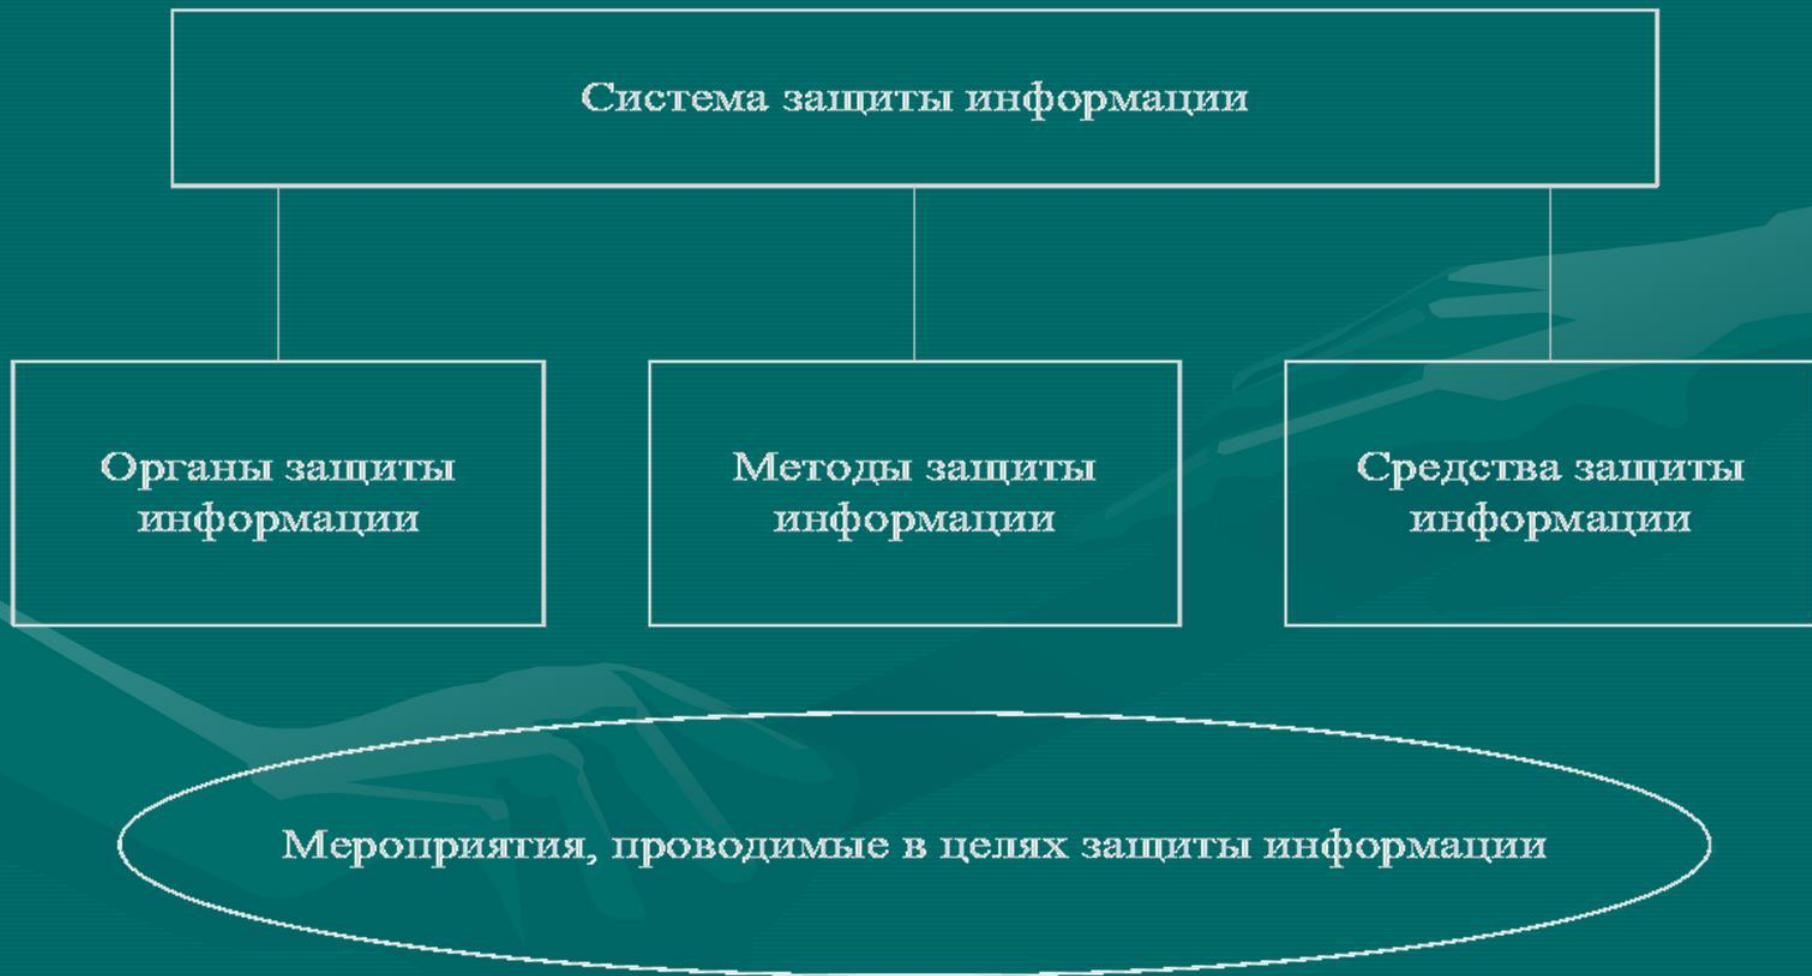 Система защиты информации
Органы защиты
информации
Методы защиты
информации
Средства защиты
информации
Мероприятия, проводимые в целях защиты информации